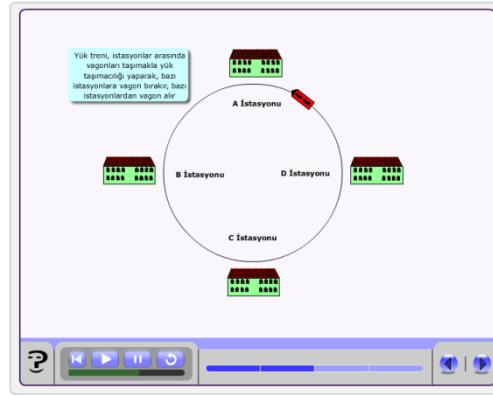 Yük treni, istasyonlar arasında
vagonları taşımakla yük
taşımacılığı yaparak, bazı
istasyonlara vagon bırakır, bazı
istasyonlardan vagon alır
A İstasyonu
B İstasyonu
D İstasyonu
C İstasyonu